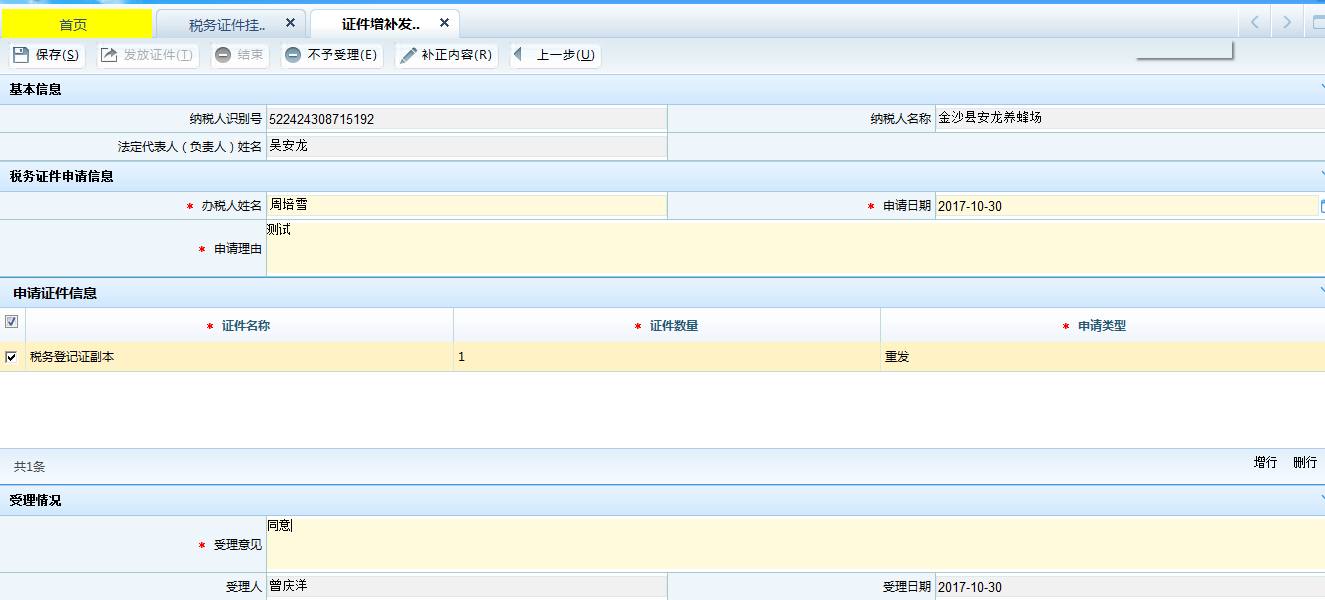 首页 税务证件挂.. 证件增补发..
保存(S) 发放证件(T) 结束 不予受理(E) 补正内容(R) 上一步(U)
基本信息
纳税人识别号 522424308715192 纳税人名称 金沙县安龙养蜂场
法定代表人（负责人）姓名 吴安龙
税务证件申请信息
* 办税人姓名 周培雪 * 申请日期 2017-10-30
* 申请理由 测试
申请证件信息
* 证件名称 * 证件数量 * 申请类型
税务登记证副本 1 重发
共1条 增行 删行
受理情况
* 受理意见 同意
受理人 曾庆洋 受理日期 2017-10-30